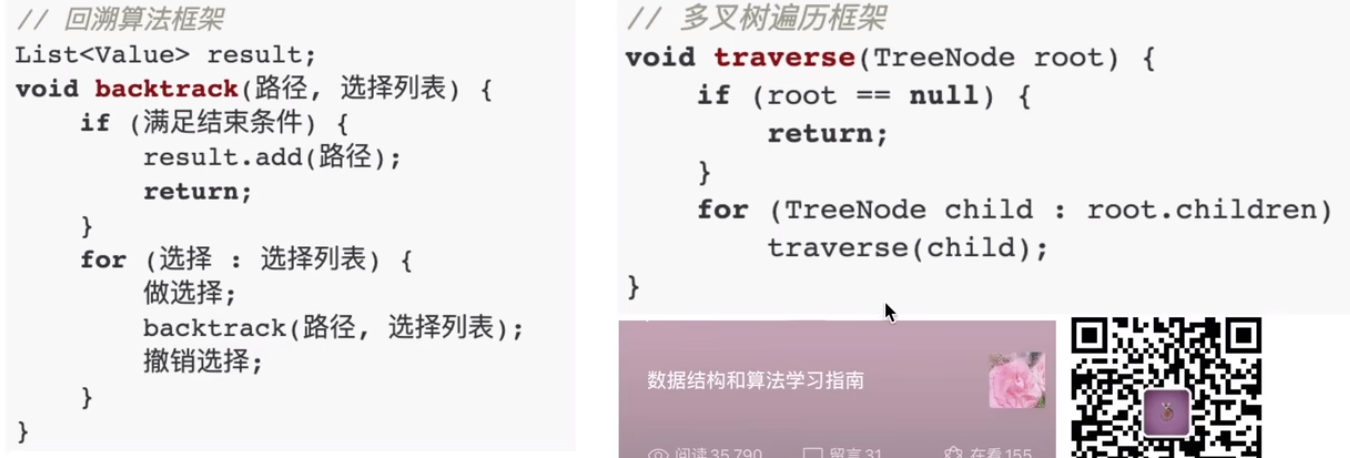 // 回溯算法框架
List<Value> result;
void backtrack(路径, 选择列表) {
    if (满足结束条件) {
        result.add(路径);
        return;
    }
    for (选择 : 选择列表) {
        做选择;
        backtrack(路径, 选择列表);
        撤销选择;
    }
}
// 多叉树遍历框架
void traverse(TreeNode root) {
    if (root == null) {
        return;
    }
    for (TreeNode child : root.children)
        traverse(child);
}
数据结构和算法学习指南
阅读 35,790 留言 31 在看 155